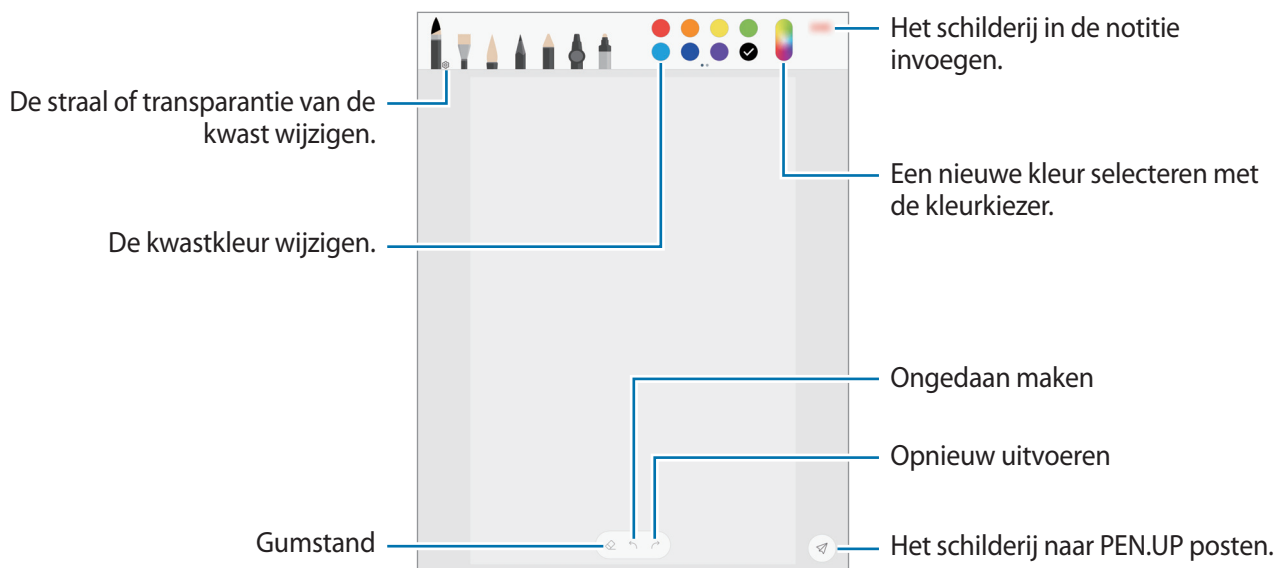 Het schilderij in de notitie
invoegen.
De straal of transparantie van de
kwast wijzigen.
Een nieuwe kleur selecteren met
de kleurkiezer.
De kwastkleur wijzigen.
Ongedaan maken
Opnieuw uitvoeren
Gumstand
Het schilderij naar PEN.UP posten.